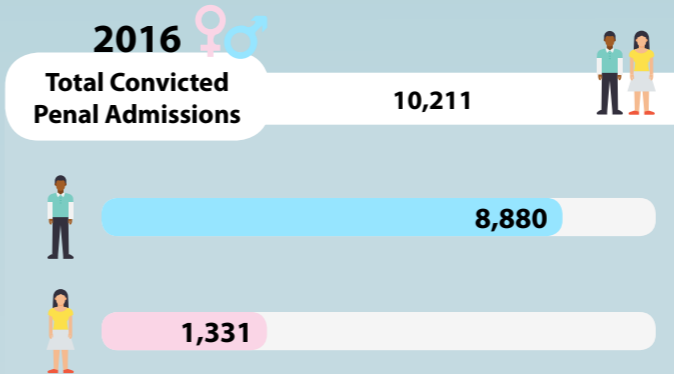 2016
Total Convicted
Penal Admissions
10,211
8,880
1,331